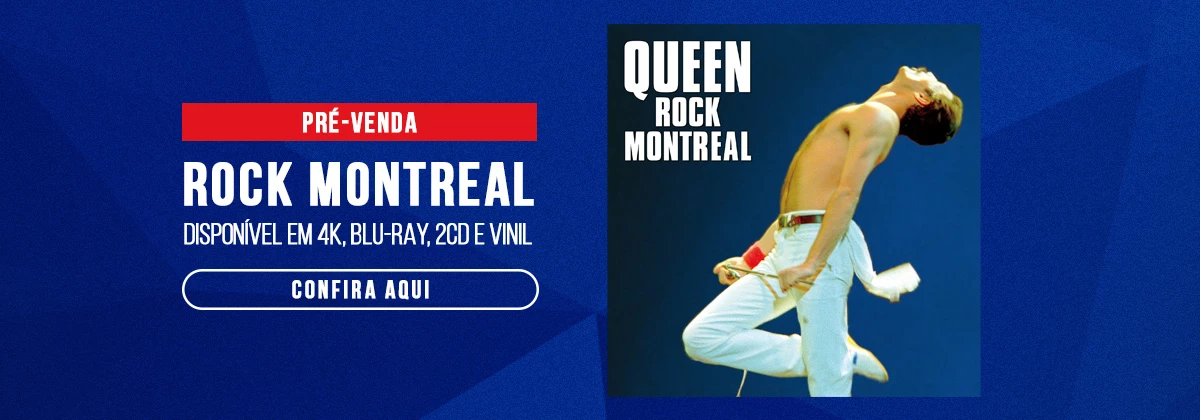 PRÉ-VENDA
ROCK MONTREAL
DISPONÍVEL EM 4K, BLU-RAY, 2CD E VINIL
CONFIRA AQUI
QUEEN
ROCK
MONTREAL